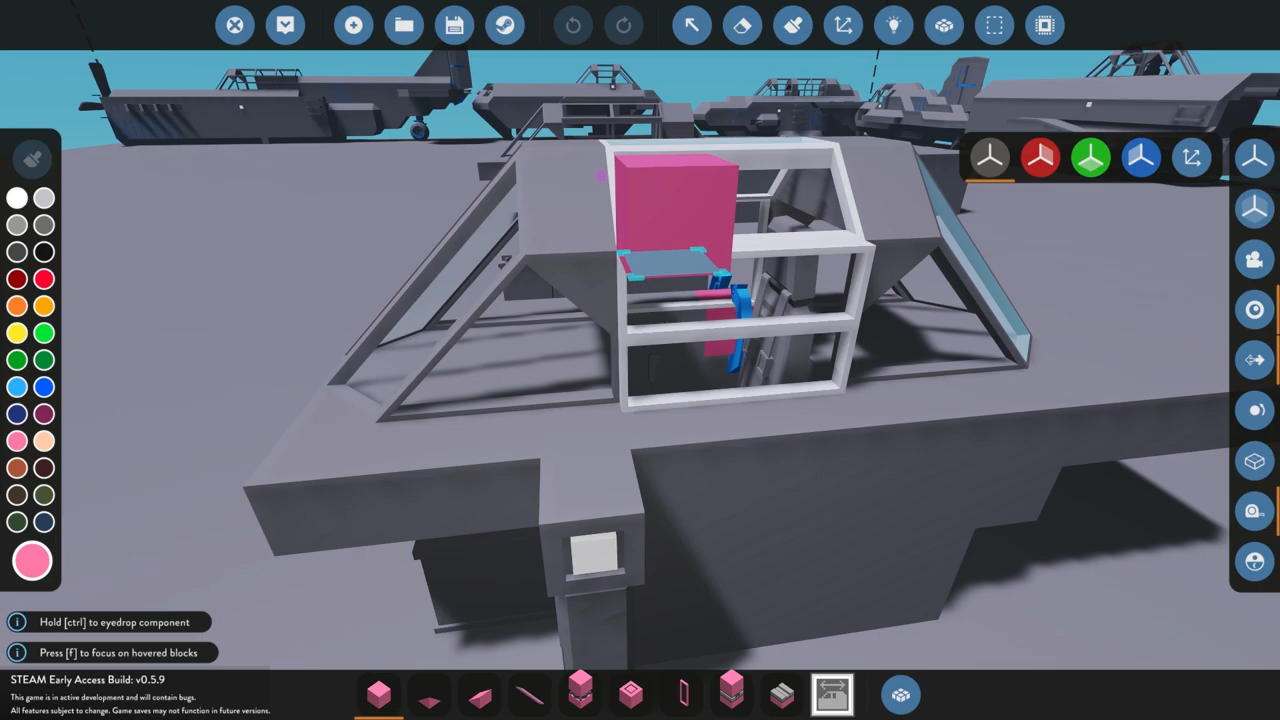 Hold [ctrl] to eyedrop component
Press [f] to focus on hovered blocks
STEAM Early Access Build: v0.5.9
This game is in active development and will contain bugs.
All features subject to change. Game saves may not function in future versions.